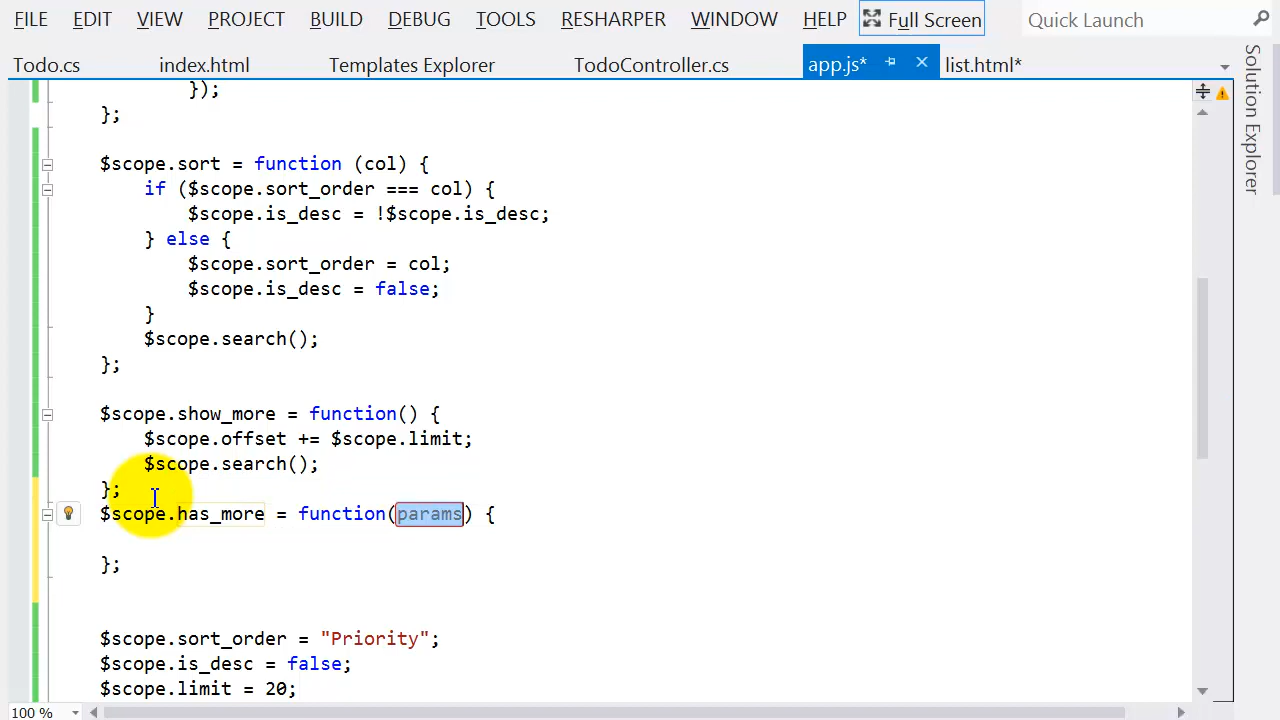 FILE EDIT VIEW PROJECT BUILD DEBUG TOOLS RESHARPER WINDOW HELP Full Screen Quick Launch
Todo.cs index.html Templates Explorer TodoController.cs app.js* list.html*
Solution Explorer
});
};
$scope.sort = function (col) {
if ($scope.sort_order === col) {
$scope.is_desc = !$scope.is_desc;
} else {
$scope.sort_order = col;
$scope.is_desc = false;
}
$scope.search();
};
$scope.show_more = function() {
$scope.offset += $scope.limit;
$scope.search();
};
$scope.has_more = function(params) {
};
$scope.sort_order = "Priority";
$scope.is_desc = false;
$scope.limit = 20;
100 %